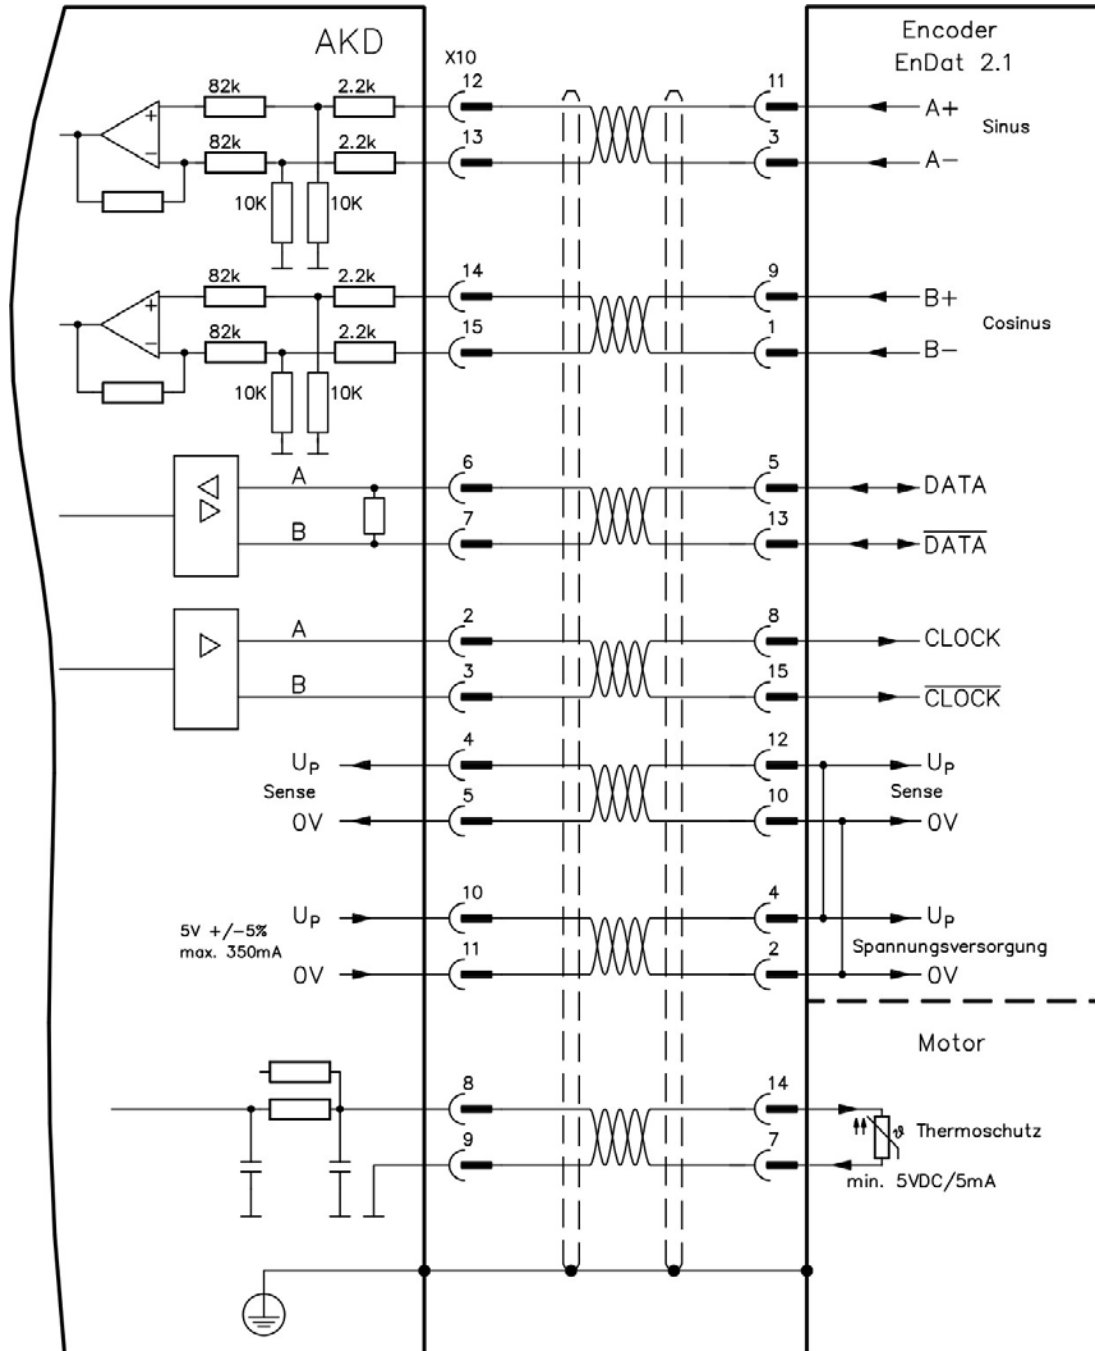 AKD
X10
Encoder
EnDat 2.1
82k
2.2k
12
11
A+
Sinus
82k
2.2k
13
3
A-
10K
10K
82k
2.2k
14
9
B+
Cosinus
82k
2.2k
15
1
B-
10K
10K
A
6
5
DATA
B
7
13
DATA
A
2
8
CLOCK
B
3
15
CLOCK
UP
4
12
UP
Sense
Sense
0V
5
10
0V
UP
10
4
UP
5V +/-5%
max. 350mA
Spannungsversorgung
0V
11
2
0V
Motor
8
14
ϑ
Thermoschutz
9
7
min. 5VDC/5mA